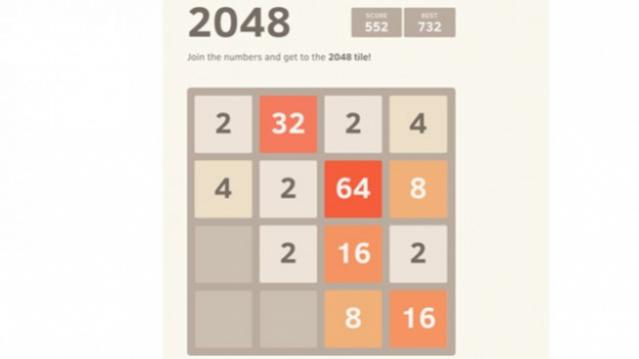 2048
SCORE BEST
552 732
Join the numbers and get to the 2048 tile!
2 32 2 4
4 2 64 8
2 16 2
8 16